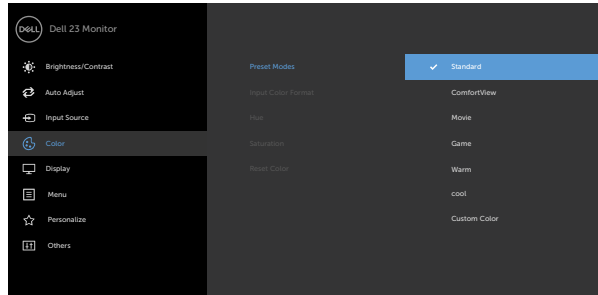 DELL Dell 23 Monitor
Brightness/Contrast
Auto Adjust
Input Source
Color
Display
Menu
Personalize
Others
Preset Modes
Input Color Format
Hue
Saturation
Reset Color
Standard
ComfortView
Movie
Game
Warm
cool
Custom Color